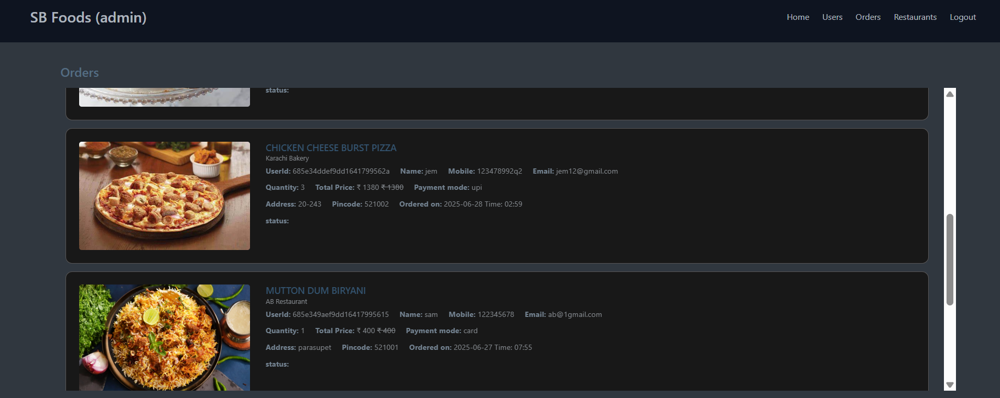 SB Foods (admin)
Home Users Orders Restaurants Logout
Orders
status:
CHICKEN CHEESE BURST PIZZA
Karachi Bakery
UserId: 685e34ddef9dd1641799562a Name: jem Mobile: 123478992q2 Email: jem12@gmail.com
Quantity: 3 Total Price: ₹ 1380 ₹ 1380 Payment mode: upi
Address: 20-243 Pincode: 521002 Ordered on: 2025-06-28 Time: 02:59
status:
MUTTON DUM BIRYANI
AB Restaurant
UserId: 685e349aef9dd16417995615 Name: sam Mobile: 122345678 Email: ab@1gmail.com
Quantity: 1 Total Price: ₹ 400 ₹ 400 Payment mode: card
Address: parasupet Pincode: 521001 Ordered on: 2025-06-27 Time: 07:55
status: